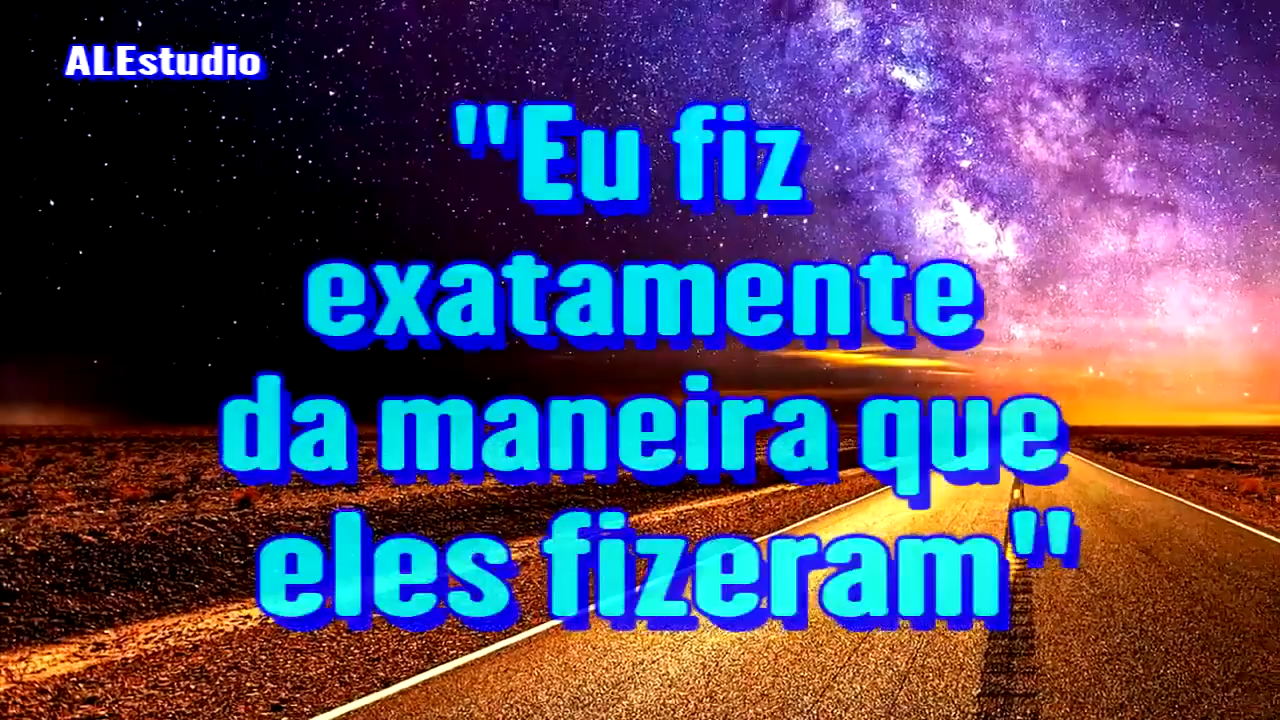 ALEstudio
"Eu fiz
exatamente
da maneira que
eles fizeram"